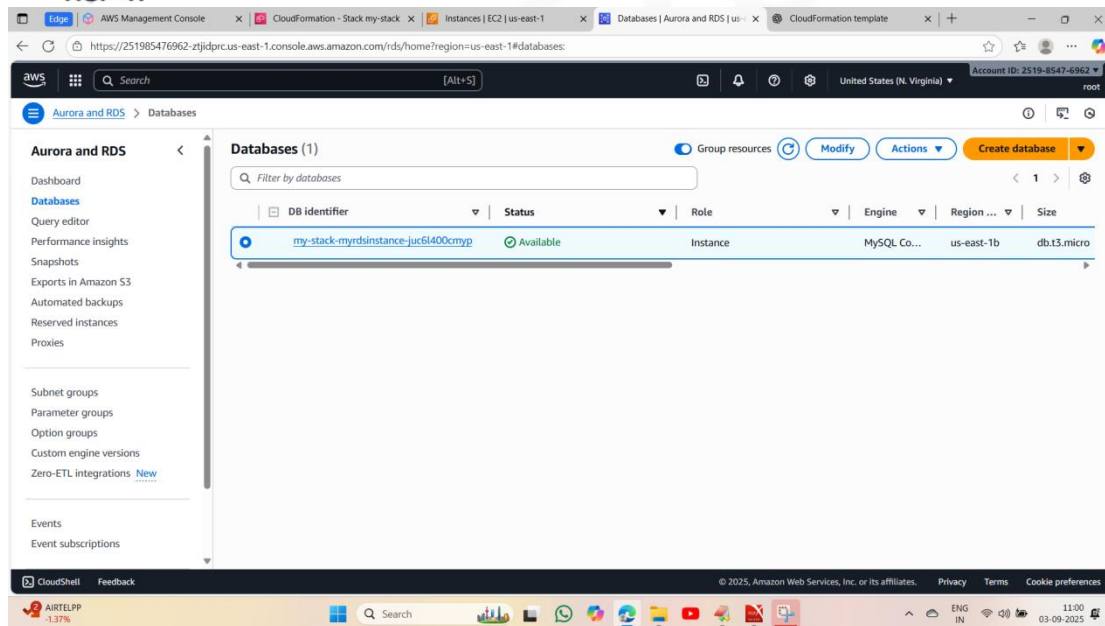 Edge
AWS Management Console
CloudFormation - Stack my-stack
Instances | EC2 | us-east-1
Databases | Aurora and RDS | us-
CloudFormation template
https://251985476962-ztjidprc.us-east-1.console.aws.amazon.com/rds/home?region=us-east-1#databases:
aws
Search
[Alt+S]
United States (N. Virginia) ▼
Account ID: 2519-8547-6962 ▼
root
Aurora and RDS > Databases
Aurora and RDS
Dashboard
Databases
Query editor
Performance insights
Snapshots
Exports in Amazon S3
Automated backups
Reserved instances
Proxies
Subnet groups
Parameter groups
Option groups
Custom engine versions
Zero-ETL integrations New
Events
Event subscriptions
Databases (1)
Group resources
Modify
Actions ▼
Create database ▼
Filter by databases
1
DB identifier
Status
Role
Engine
Region ...
Size
my-stack-myrdsinstance-juc6l400cmyp
Available
Instance
MySQL Co...
us-east-1b
db.t3.micro
CloudShell
Feedback
© 2025, Amazon Web Services, Inc. or its affiliates.
Privacy
Terms
Cookie preferences
2
AIRTELPP
-1.37%
Search
ENG
IN
11:00
03-09-2025